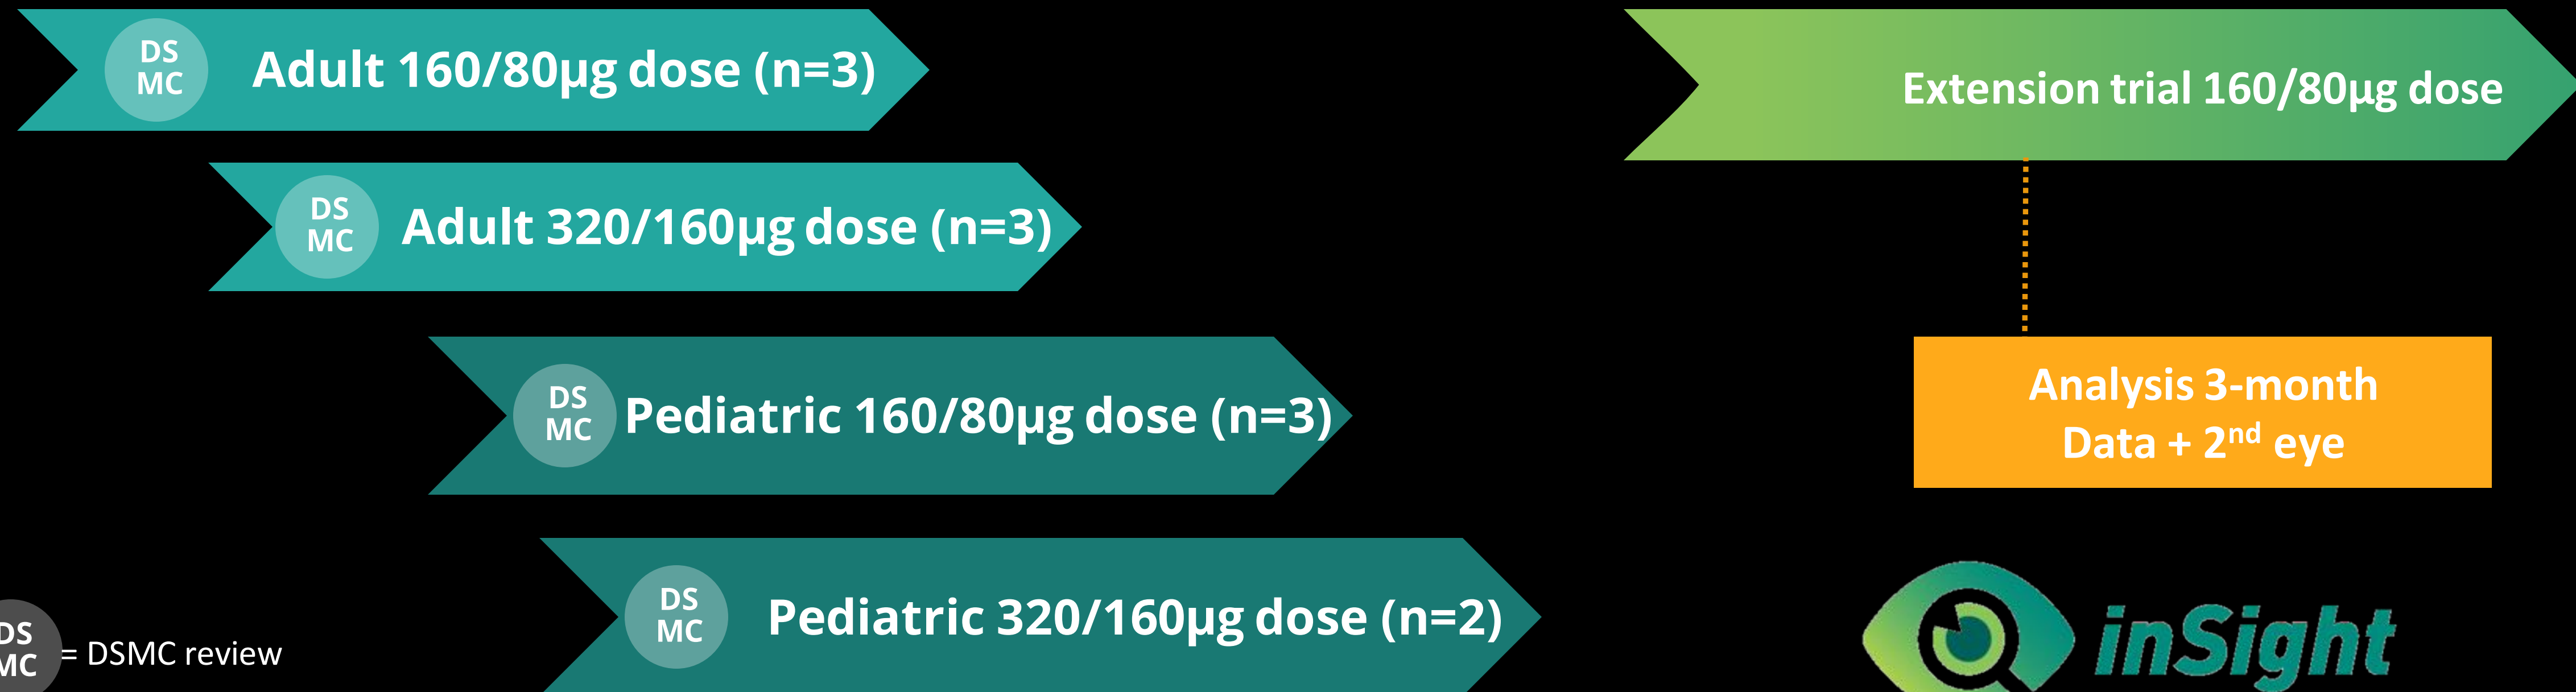 DS
MC
Adult 160/80µg dose (n=3)
Extension trial 160/80µg dose
DS
MC
Adult 320/160µg dose (n=3)
DS
MC
Pediatric 160/80µg dose (n=3)
Analysis 3-month
Data + 2nd eye
DS
MC
Pediatric 320/160µg dose (n=2)
DS
MC
= DSMC review
inSight